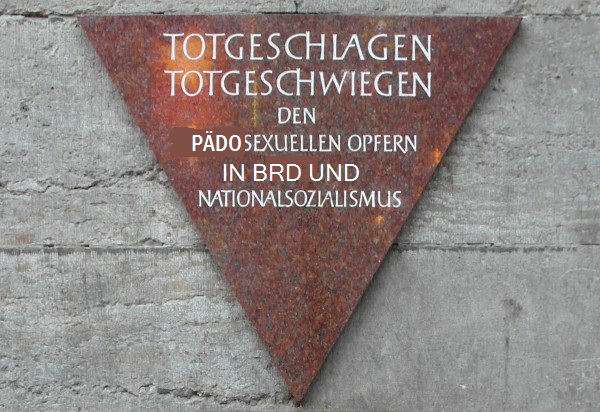 TOTGESCHLAGEN
TOTGESCHWIEGEN
DEN
PÄDOSEXUELLEN OPFERN
IN BRD UND
NATIONALSOZIALISMUS